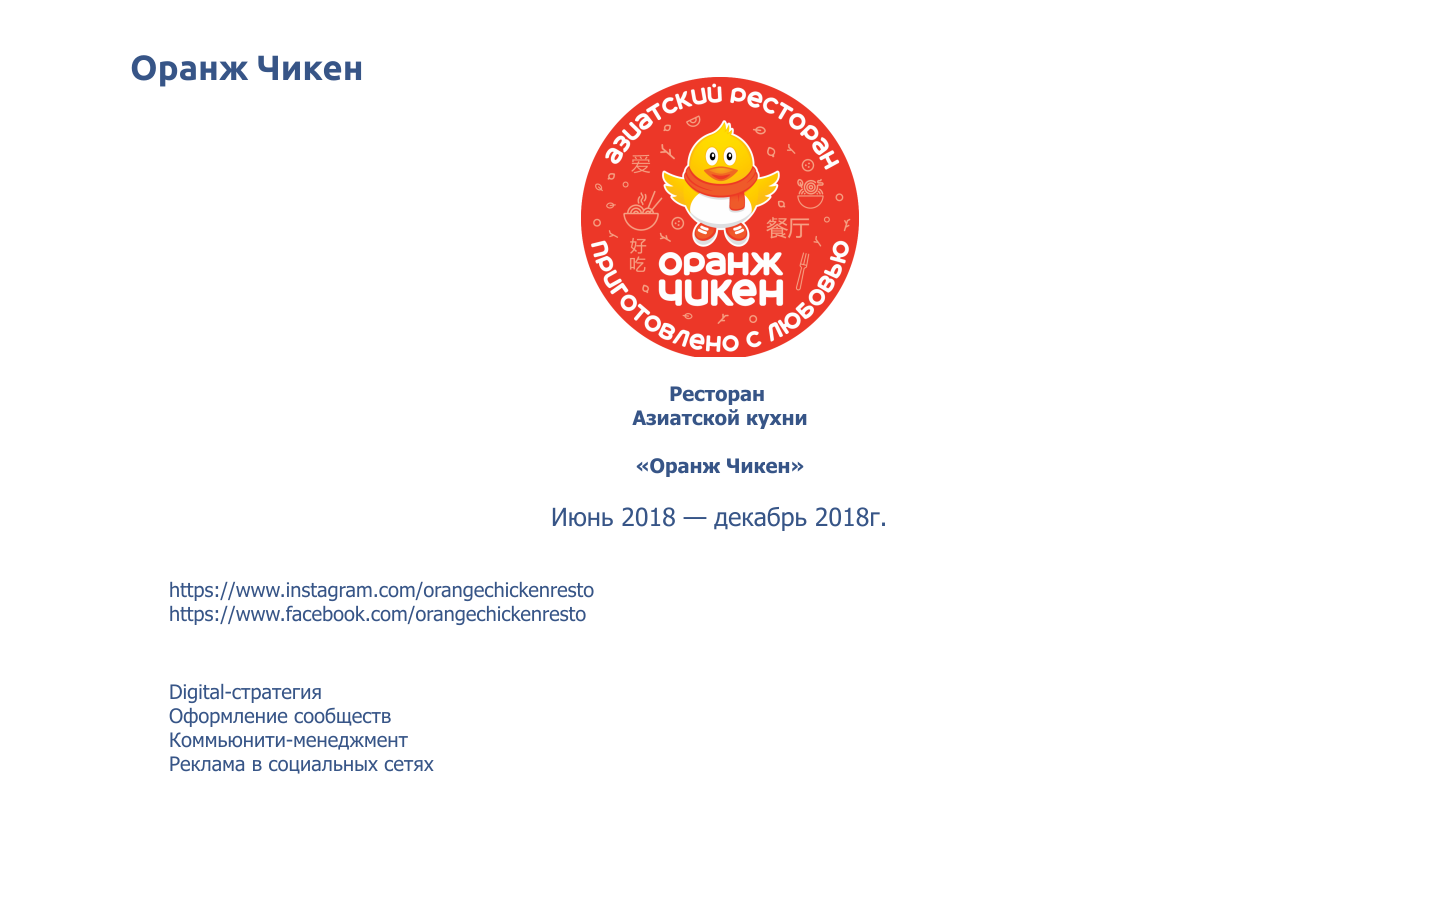 Оранж Чикен
азиатский ресторан
爱
餐厅
好
吃
оранж
чикен
приготовлено с любовью
Ресторан
Азиатской кухни
«Оранж Чикен»
Июнь 2018 — декабрь 2018г.
https://www.instagram.com/orangechickenresto
https://www.facebook.com/orangechickenresto
Digital-стратегия
Оформление сообществ
Коммьюнити-менеджмент
Реклама в социальных сетях